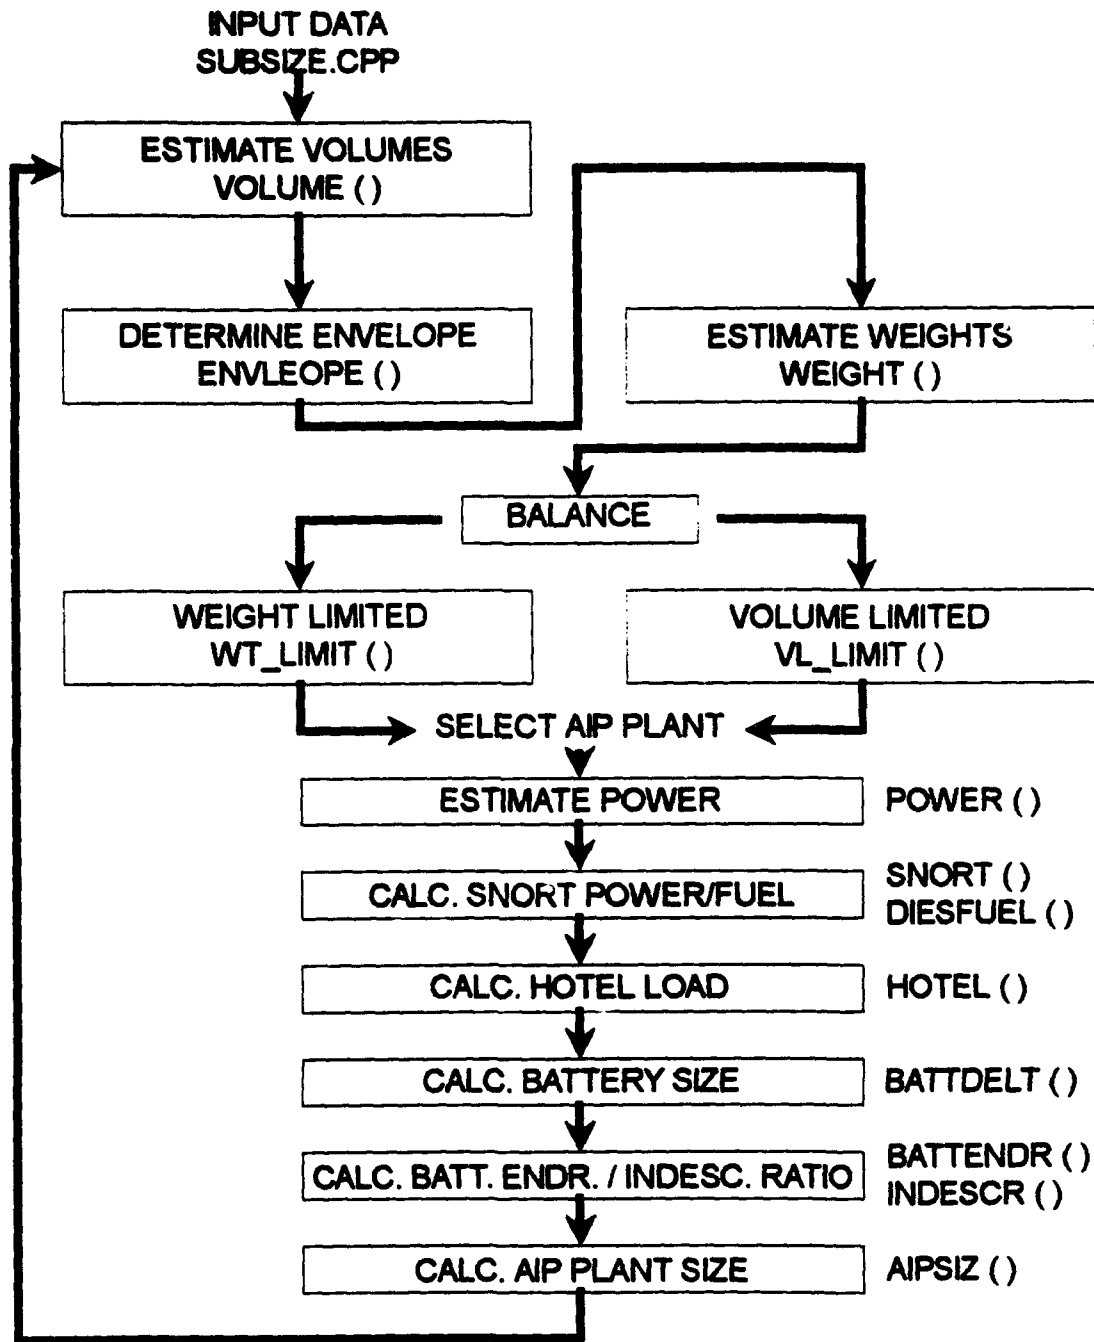 INPUT DATA
SUBSIZE.CPP
ESTIMATE VOLUMES
VOLUME ( )
DETERMINE ENVELOPE
ENVLEOPE ( )
ESTIMATE WEIGHTS
WEIGHT ( )
BALANCE
WEIGHT LIMITED
WT_LIMIT ( )
VOLUME LIMITED
VL_LIMIT ( )
SELECT AIP PLANT
ESTIMATE POWER
POWER ( )
CALC. SNORT POWER/FUEL
SNORT ( )
DIESFUEL ( )
CALC. HOTEL LOAD
HOTEL ( )
CALC. BATTERY SIZE
BATTDELT ( )
CALC. BATT. ENDR. / INDESC. RATIO
BATTENDR ( )
INDESCR ( )
CALC. AIP PLANT SIZE
AIPSIZ ( )